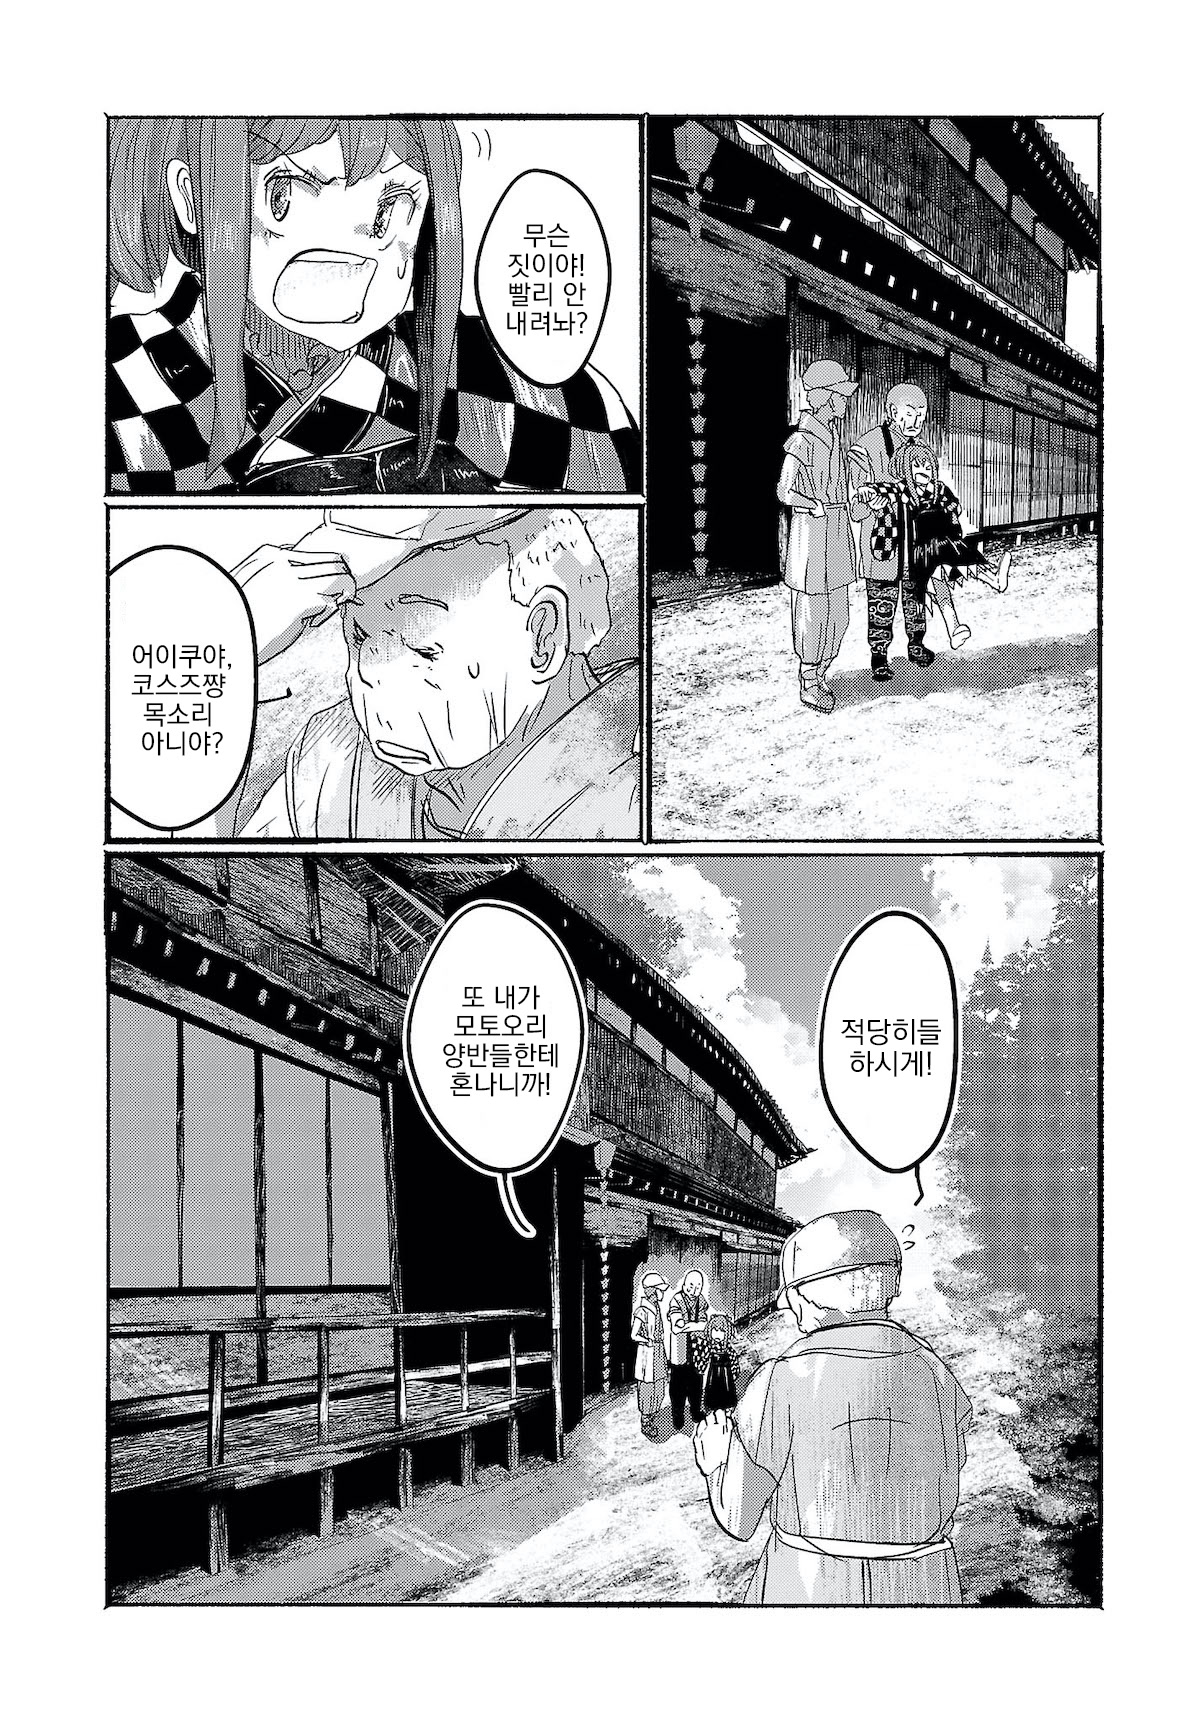 무슨
짓이야!
빨리 안
내려놔?
어이쿠야,
코스즈쨩
목소리
아니야?
적당히들
하시게!
또 내가
모토오리
양반들한테
혼나니까!